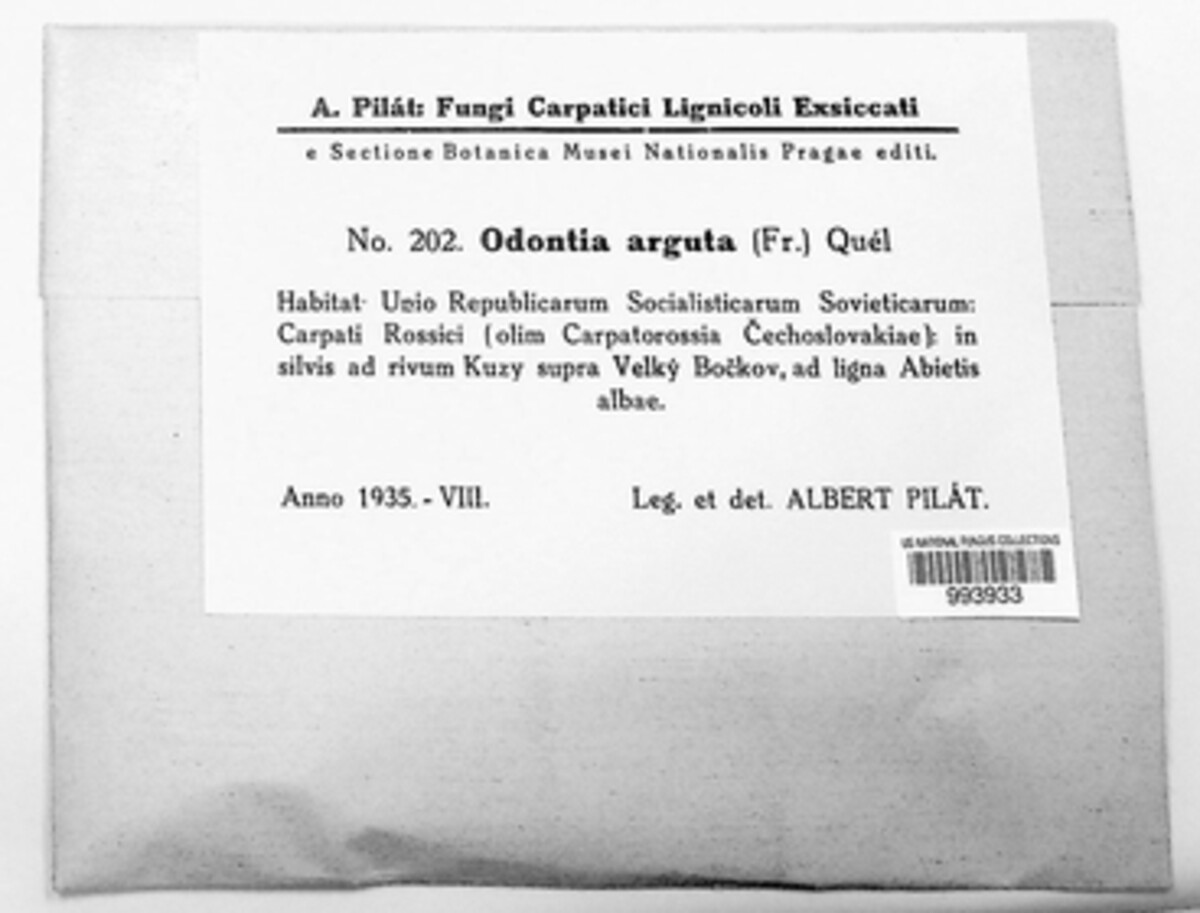 A. Pilát: Fungi Carpatici Lignicoli Exsiccati
e Sectione Botanica Musei Nationalis Pragae editi.
No. 202. Odontia arguta (Fr.) Quél
Habitat Unio Republicarum Socialisticarum Sovieticarum:
Carpati Rossici (olim Carpatorossia Čechoslovakiae): in
silvis ad rivum Kuzy supra Velký Bočkov, ad ligna Abietis
albae.
Anno 1935. - VIII.
Leg. et det. ALBERT PILÁT.
US NATIONAL FUNGUS COLLECTIONS
993933